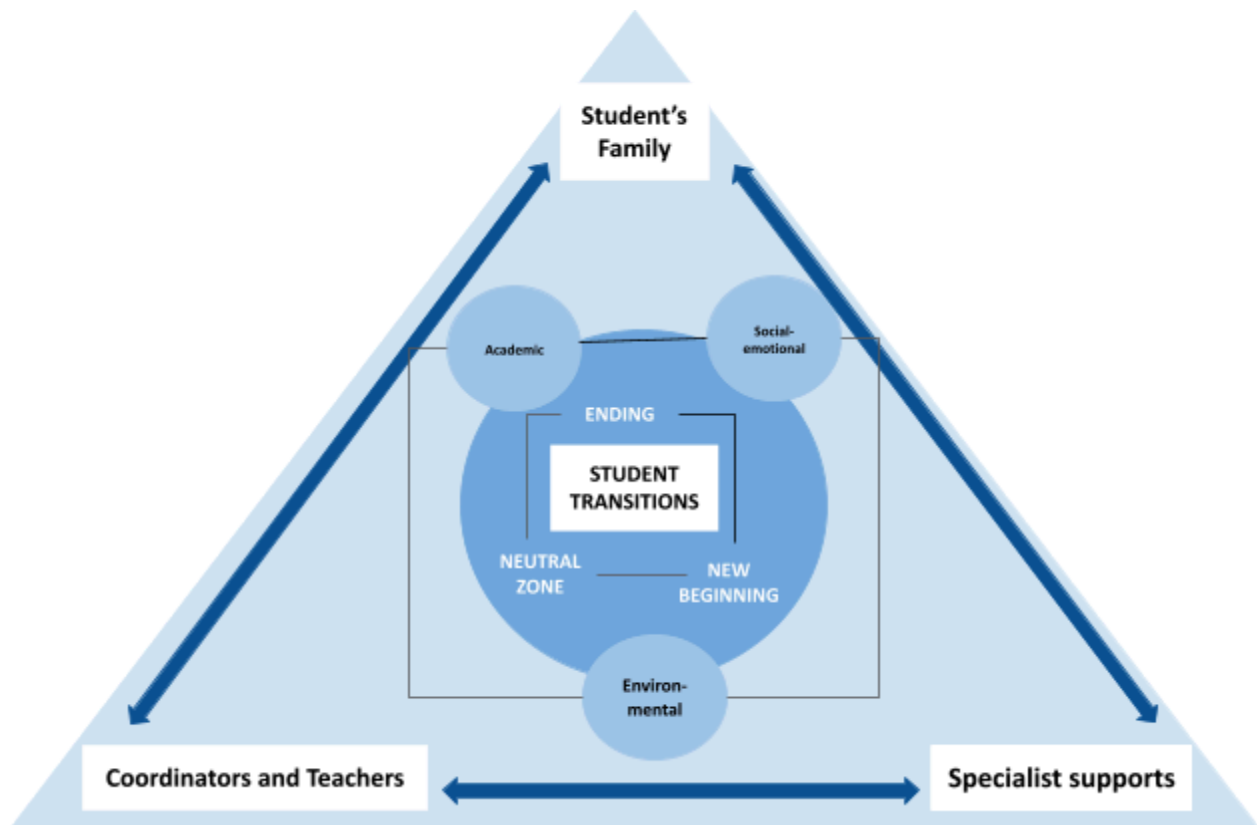 Student’s
Family
Academic
Social-
emotional
ENDING
STUDENT
TRANSITIONS
NEUTRAL
ZONE
NEW
BEGINNING
Environ-
mental
Coordinators and Teachers
Specialist supports